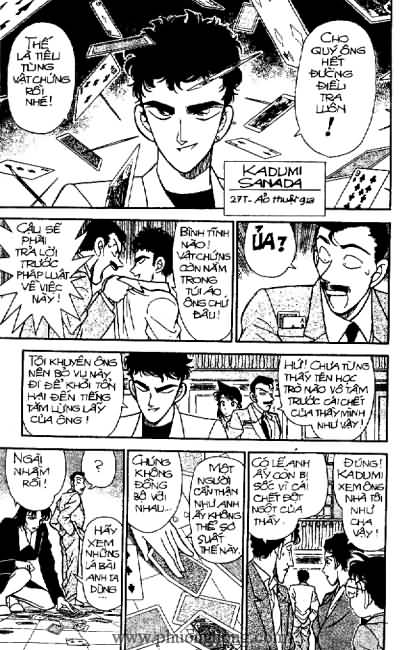 THẾ
LÀ TIÊU
TÙNG
VẬT CHỨNG
RỒI
NHÉ!
CHO
QUÝ ÔNG
HẾT
ĐƯỜNG
ĐIỀU
TRA
LUÔN
!
KADUMI
SANADA
27T - Ảo thuật gia
CẬU SẼ
PHẢI
TRẢ LỜI
TRƯỚC
PHÁP LUẬT
VỀ VIỆC
NÀY!
BÌNH TĨNH
NÀO!
VẬT CHỨNG
CÒN NẰM
TRONG
TÚI ÁO
ÔNG CHỨ
ĐÂU!
ỦA?
TÔI KHUYÊN ÔNG
NÊN BỎ VỤ NÀY,
ĐI ĐỂ KHỎI TỔN
HẠI ĐẾN TIẾNG
TĂM LỪNG LẪY
CỦA ÔNG!
HỨ! CHƯA TỪNG
THẤY TÊN HỌC
TRÒ NÀO VÔ TÂM
TRƯỚC CÁI CHẾT
CỦA THẦY MÌNH
NHƯ VẬY!
NGÀI
NHẦM
RỒI!
?
HÃY
XEM
NHỮNG
LÁ BÀI
ANH TA
DÙNG...
CHÚNG
KHÔNG
ĐỒNG
BỘ VỚI
NHAU...
MỘT
NGƯỜI
CẨN THẬN
NHƯ ANH
ẤY KHÔNG
THỂ SƠ
SUẤT
THẾ NÀY.
CÓ LẼ ANH
ẤY CÒN BỊ
SỐC VÌ CÁI
CHẾT ĐỘT
NGỘT CỦA
THẦY.
ĐÚNG!
KADUMI
XEM ÔNG
NHÀ TÔI
NHƯ
CHA
VẬY!